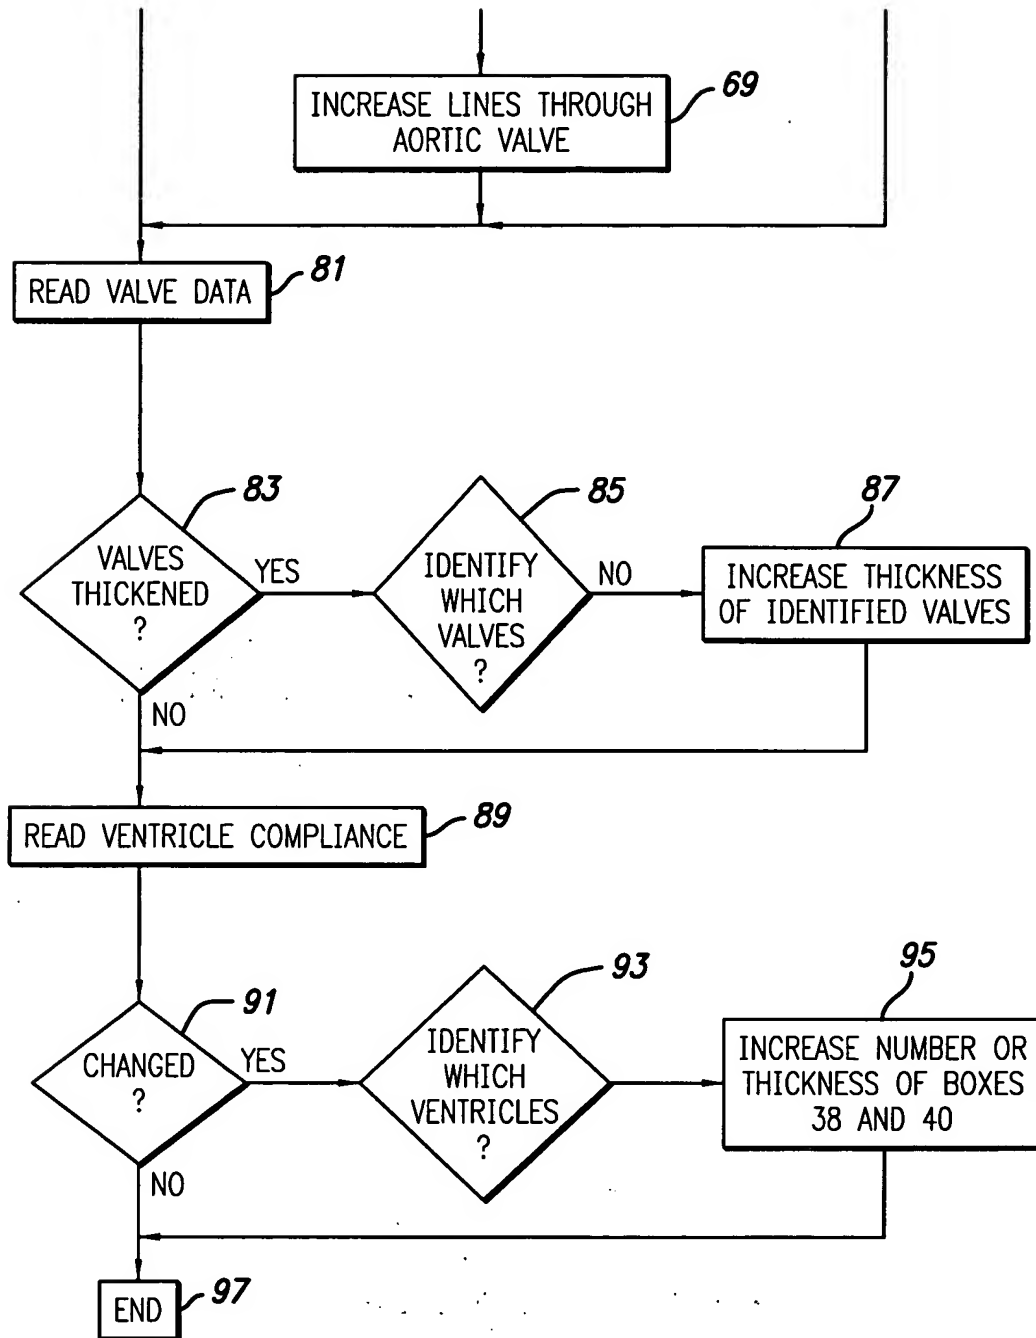 INCREASE LINES THROUGH
AORTIC VALVE
69
READ VALVE DATA
81
VALVES
THICKENED
?
83
YES
NO
IDENTIFY
WHICH
VALVES
?
85
NO
INCREASE THICKNESS
OF IDENTIFIED VALVES
87
READ VENTRICLE COMPLIANCE
89
CHANGED
?
91
YES
NO
IDENTIFY
WHICH
VENTRICLES
?
93
INCREASE NUMBER OR
THICKNESS OF BOXES
38 AND 40
95
END
97